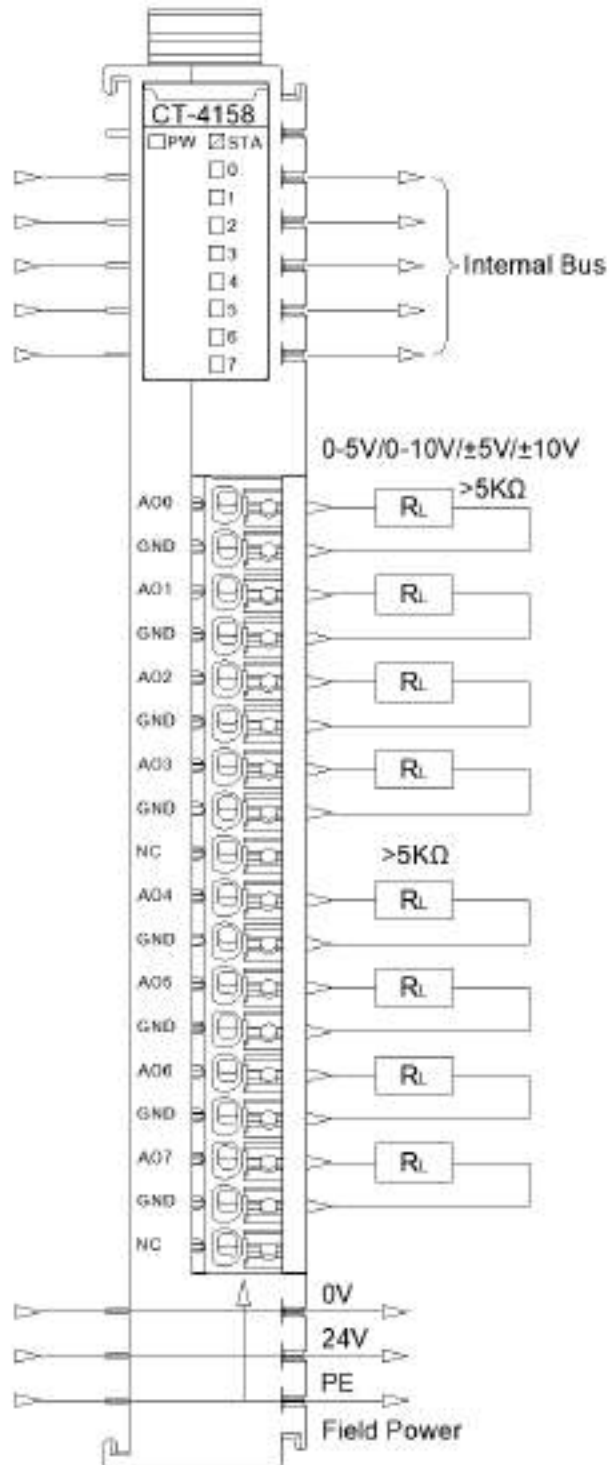 CT-4158
PW STA
0
1
2
3
4
5
6
7
Internal Bus
0-5V/0-10V/±5V/±10V
AO0 RL >5KΩ
GND
AO1 RL
GND
AO2 RL
GND
AO3 RL
GND
NC >5KΩ
AO4 RL
GND
AO5 RL
GND
AO6 RL
GND
AO7 RL
GND
NC
0V
24V
PE
Field Power